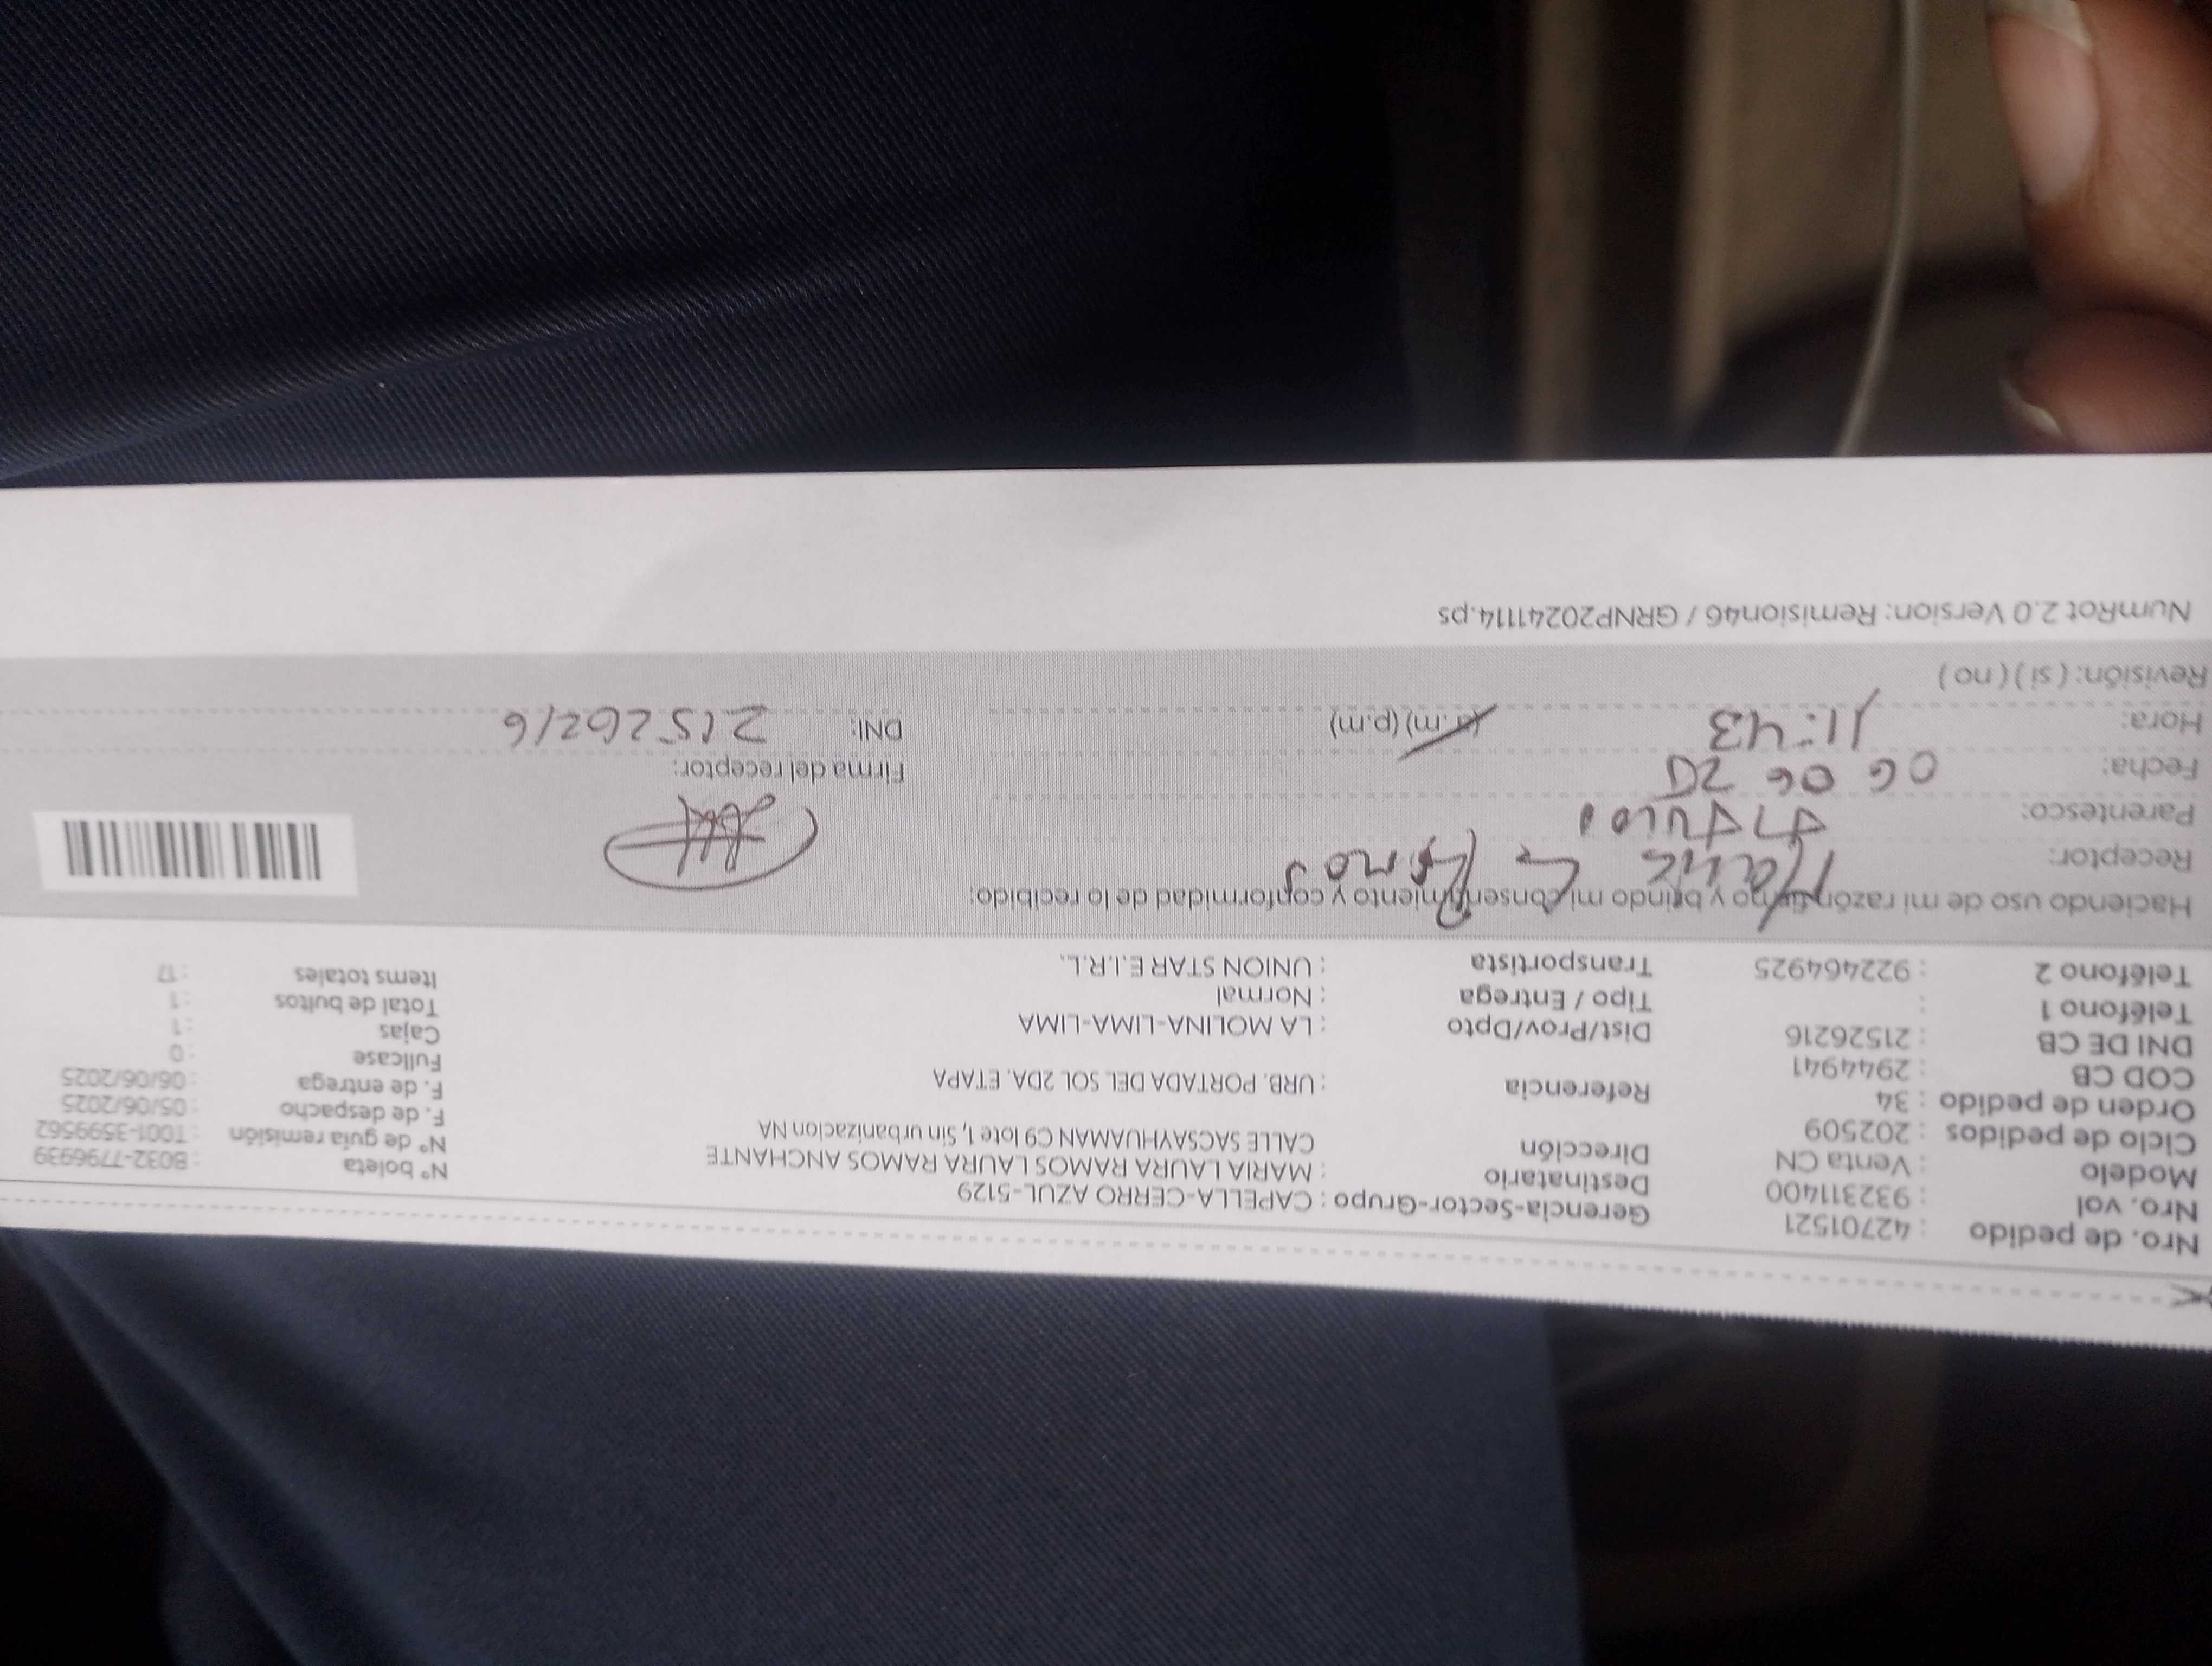 Nro. de pedido : 42701521 Gerencia-Sector-Grupo : CAPELLA-CERRO AZUL-5129 N° boleta : B032-7796939
Nro. vol : 932311400 Destinatario : MARIA LAURA RAMOS LAURA RAMOS ANCHANTE N° de guía remisión : T001-3599562
Modelo : Venta CN Dirección CALLE SACSAYHUAMAN C9 lote 1, Sin urbanizacion NA F. de despacho : 05/06/2025
Ciclo de pedidos : 202509 F. de entrega : 06/06/2025
Orden de pedido : 34 Referencia : URB. PORTADA DEL SOL 2DA. ETAPA Fullcase : 0
COD CB : 2944941 Cajas : 1
DNI DE CB : 21526216 Dist/Prov/Dpto : LA MOLINA-LIMA-LIMA Total de bultos : 1
Teléfono 1 : Tipo / Entrega : Normal Items totales : 17
Teléfono 2 : 922464925 Transportista : UNION STAR E.I.R.L.
Haciendo uso de mi razón firmo y brindo mi consentimiento y conformidad de lo recibido:
Receptor: Ramos
Parentesco:
Fecha: 06 06 25 Firma del receptor:
Hora: 11:43 (a.m) (p.m) DNI: 21526216
Revisión: ( si ) ( no )
NumRot 2.0 Version: Remision46 / GRNP20241114.ps